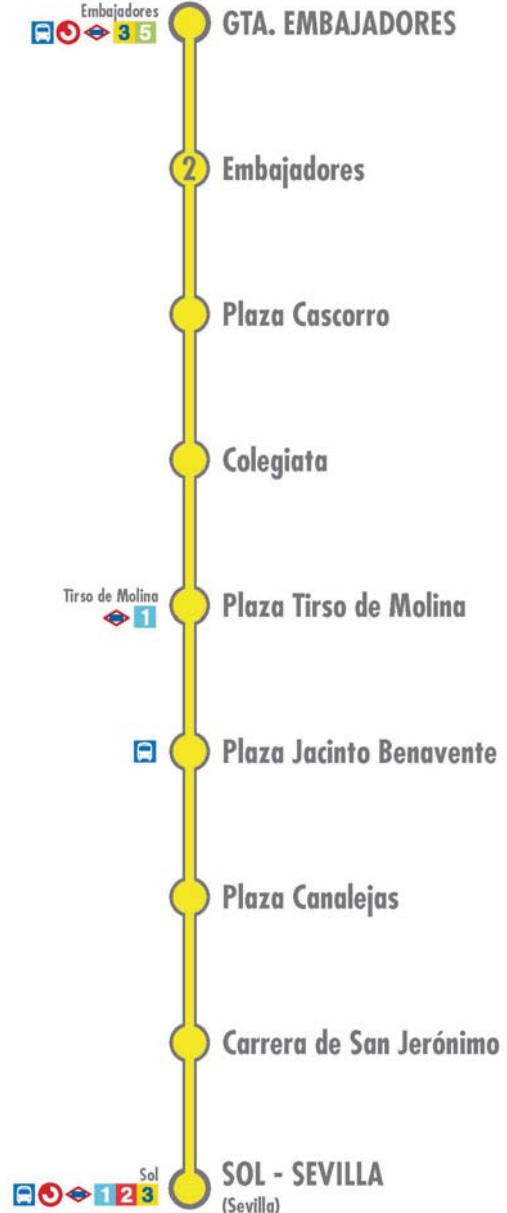 Embajadores
3 5
GTA. EMBAJADORES
2
Embajadores
Plaza Cascorro
Colegiata
Tirso de Molina
1
Plaza Tirso de Molina
Plaza Jacinto Benavente
Plaza Canalejas
Carrera de San Jerónimo
Sol
1 2 3
SOL - SEVILLA
(Sevilla)